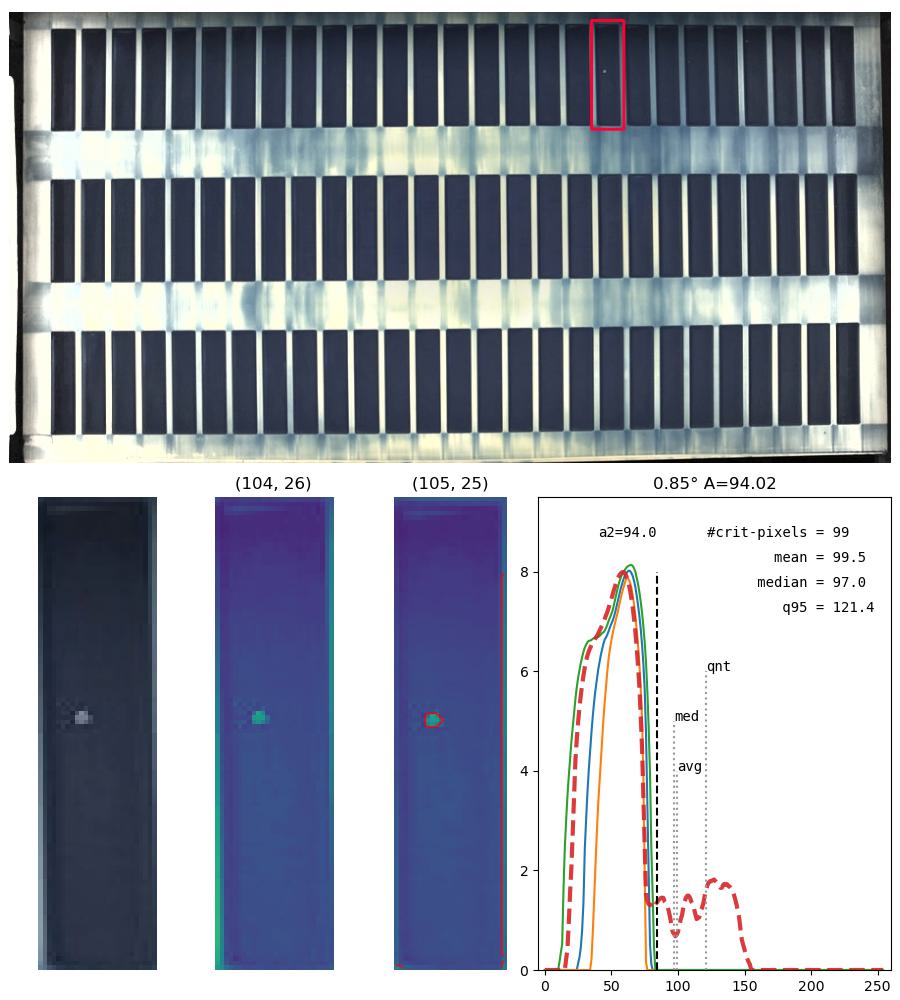 (104, 26)
(105, 25)
0.85° A=94.02
a2=94.0
#crit-pixels = 99
mean = 99.5
median = 97.0
q95 = 121.4
qnt
med
avg
8
6
4
2
0
0 50 100 150 200 250